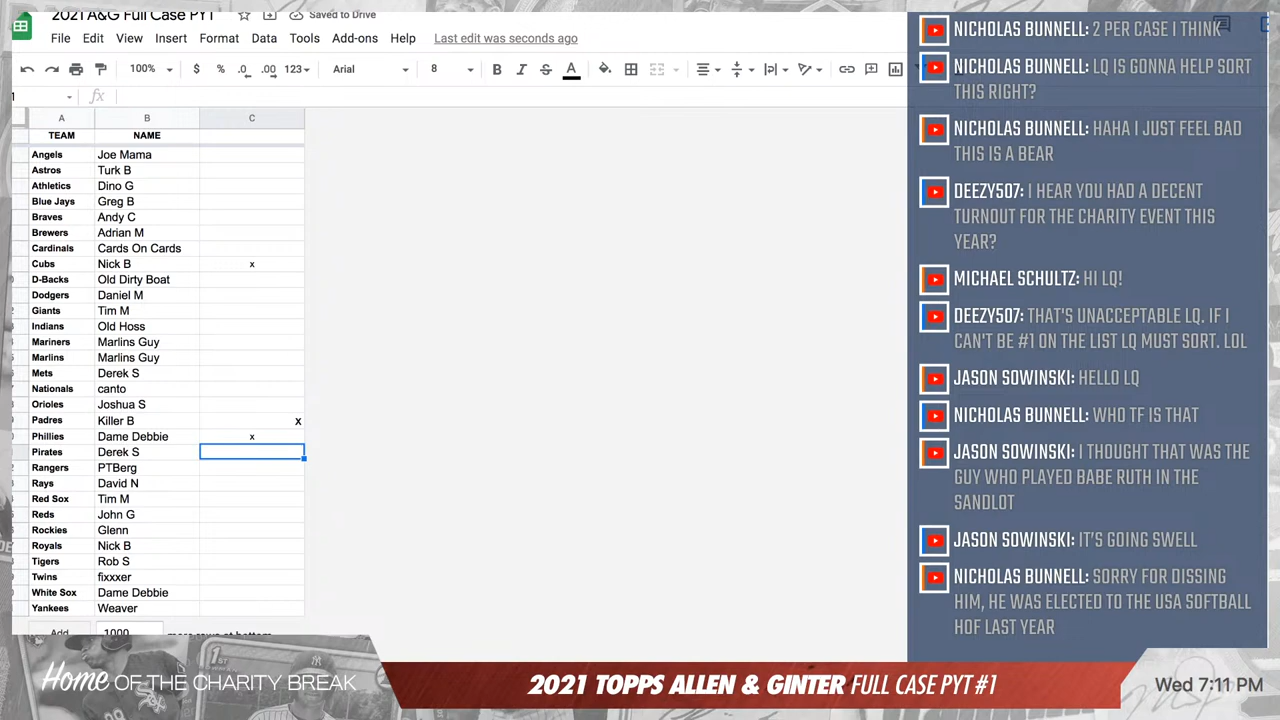 2021 A&G Full Case PYT
Saved to Drive
File Edit View Insert Format Data Tools Add-ons Help Last edit was seconds ago
100% $ .0 .00 123 Arial 8 B I S A
fx
A B C
TEAM NAME
Angels Joe Mama
Astros Turk B
Athletics Dino G
Blue Jays Greg B
Braves Andy C
Brewers Adrian M
Cardinals Cards On Cards
Cubs Nick B x
D-Backs Old Dirty Boat
Dodgers Daniel M
Giants Tim M
Indians Old Hoss
Mariners Marlins Guy
Marlins Marlins Guy
Mets Derek S
Nationals canto
Orioles Joshua S
Padres Killer B x
Phillies Dame Debbie x
Pirates Derek S
Rangers PTBerg
Rays David N
Red Sox Tim M
Reds John G
Rockies Glenn
Royals Nick B
Tigers Rob S
Twins fixxxer
White Sox Dame Debbie
Yankees Weaver
Add 1000 more rows at bottom
NICHOLAS BUNNELL: 2 PER CASE I THINK
NICHOLAS BUNNELL: LQ IS GONNA HELP SORT
THIS RIGHT?
NICHOLAS BUNNELL: HAHA I JUST FEEL BAD
THIS IS A BEAR
DEEZY507: I HEAR YOU HAD A DECENT
TURNOUT FOR THE CHARITY EVENT THIS
YEAR?
MICHAEL SCHULTZ: HI LQ!
DEEZY507: THAT'S UNACCEPTABLE LQ. IF I
CAN'T BE #1 ON THE LIST LQ MUST SORT. LOL
JASON SOWINSKI: HELLO LQ
NICHOLAS BUNNELL: WHO TF IS THAT
JASON SOWINSKI: I THOUGHT THAT WAS THE
GUY WHO PLAYED BABE RUTH IN THE
SANDLOT
JASON SOWINSKI: IT'S GOING SWELL
NICHOLAS BUNNELL: SORRY FOR DISSING
HIM, HE WAS ELECTED TO THE USA SOFTBALL
HOF LAST YEAR
Home OF THE CHARITY BREAK
2021 TOPPS ALLEN & GINTER FULL CASE PYT #1
Wed 7:11 PM